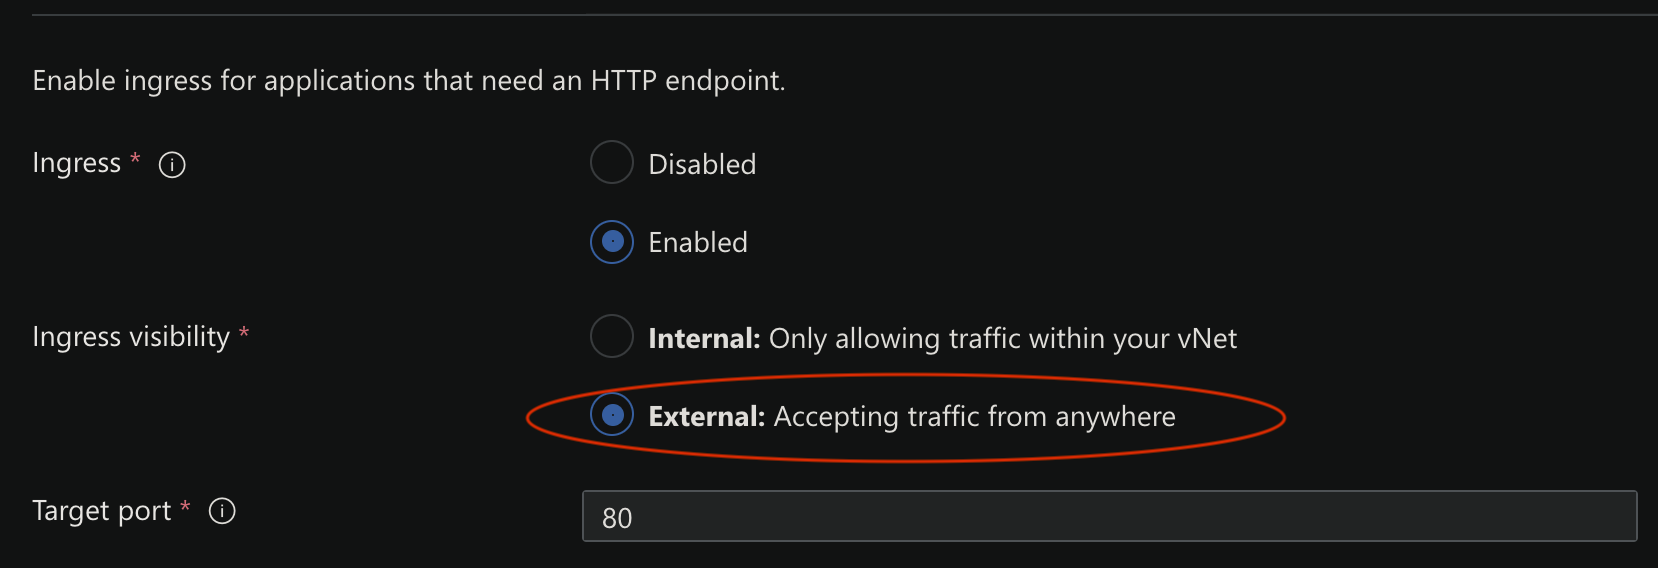 Enable ingress for applications that need an HTTP endpoint.
Ingress *
Disabled
Enabled
Ingress visibility *
Internal: Only allowing traffic within your vNet
External: Accepting traffic from anywhere
Target port *
80